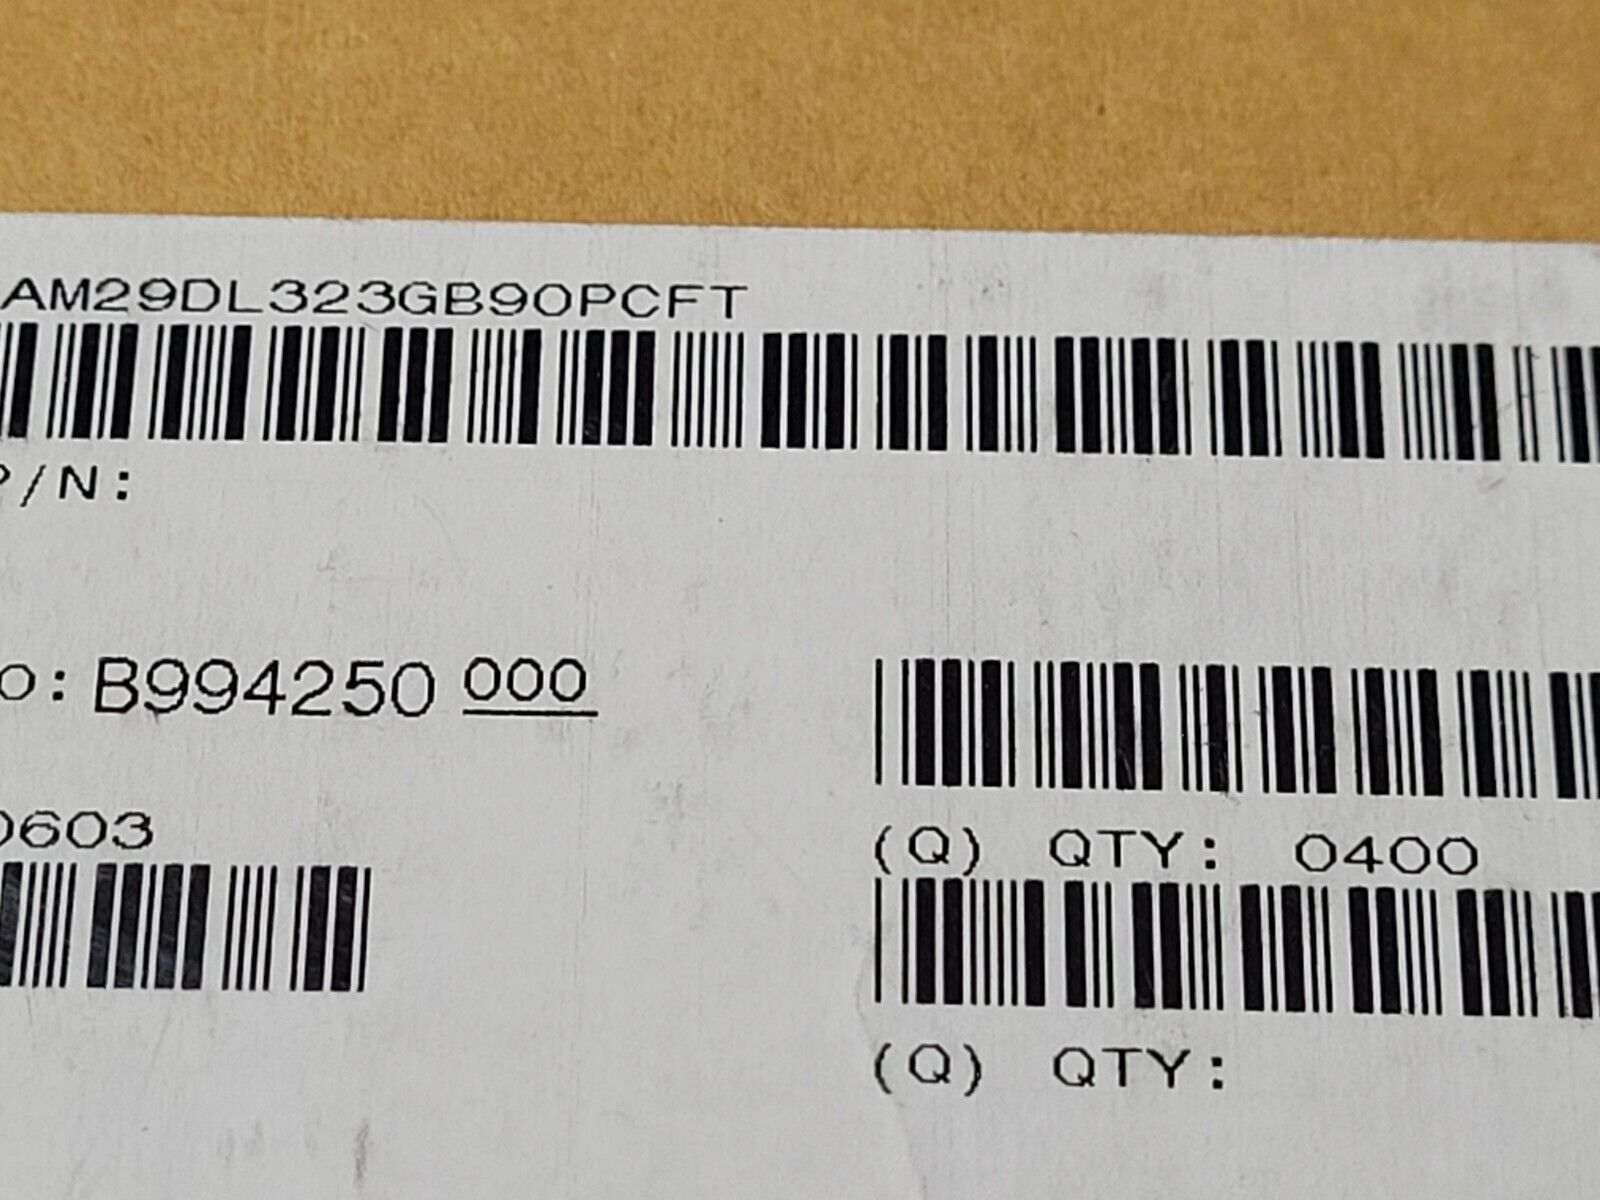 AM29DL323GB90PCFT
P/N:
O: B994250 000
0603
(Q) QTY: 0400
(Q) QTY: